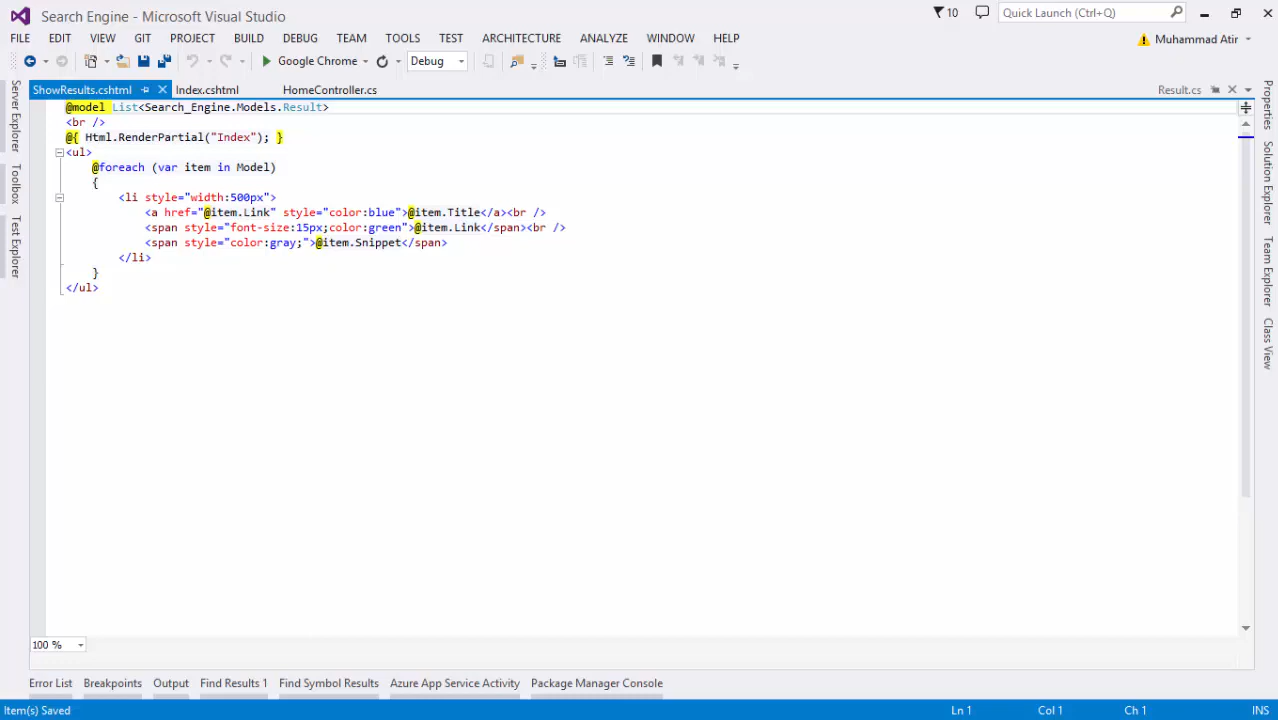 Search Engine - Microsoft Visual Studio
10
Quick Launch (Ctrl+Q)
FILE EDIT VIEW GIT PROJECT BUILD DEBUG TEAM TOOLS TEST ARCHITECTURE ANALYZE WINDOW HELP
Muhammad Atir
Google Chrome
Debug
ShowResults.cshtml Index.cshtml HomeController.cs
Result.cs
Server Explorer
Toolbox
Test Explorer
@model List<Search_Engine.Models.Result>
<br />
@{ Html.RenderPartial("Index"); }
<ul>
@foreach (var item in Model)
{
<li style="width:500px">
<a href="@item.Link" style="color:blue">@item.Title</a><br />
<span style="font-size:15px;color:green">@item.Link</span><br />
<span style="color:gray;">@item.Snippet</span>
</li>
}
</ul>
Properties
Solution Explorer
Team Explorer
Class View
100 %
Error List Breakpoints Output Find Results 1 Find Symbol Results Azure App Service Activity Package Manager Console
Item(s) Saved
Ln 1 Col 1 Ch 1 INS